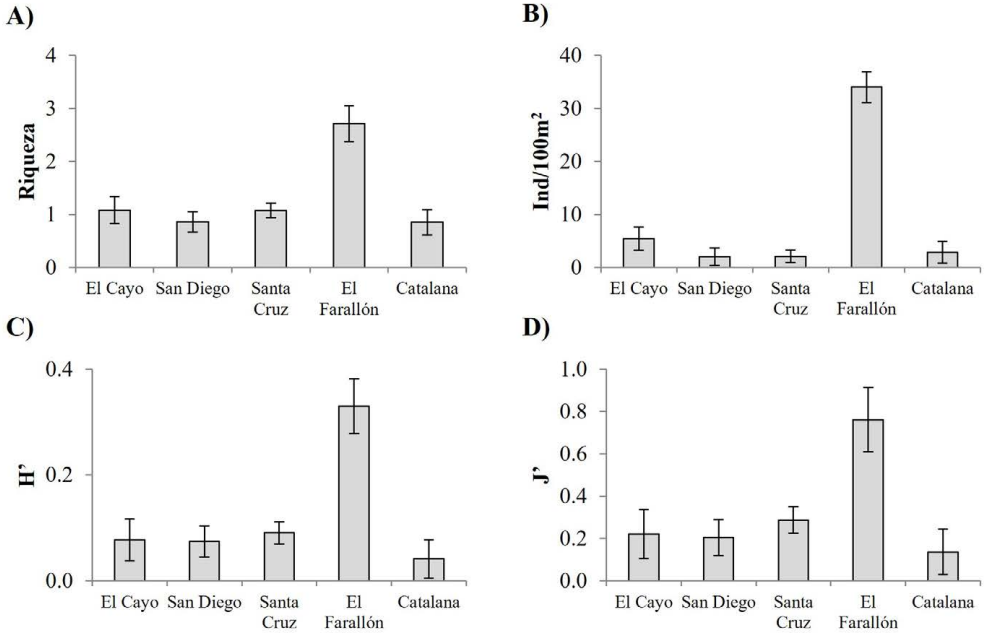 A)
Riqueza
4
3
2
1
0
El Cayo San Diego Santa Cruz El Farallón Catalana
B)
Ind/100m²
40
30
20
10
0
El Cayo San Diego Santa Cruz El Farallón Catalana
C)
H’
0.4
0.2
0.0
El Cayo San Diego Santa Cruz El Farallón Catalana
D)
J’
1.0
0.8
0.6
0.4
0.2
0.0
El Cayo San Diego Santa Cruz El Farallón Catalana